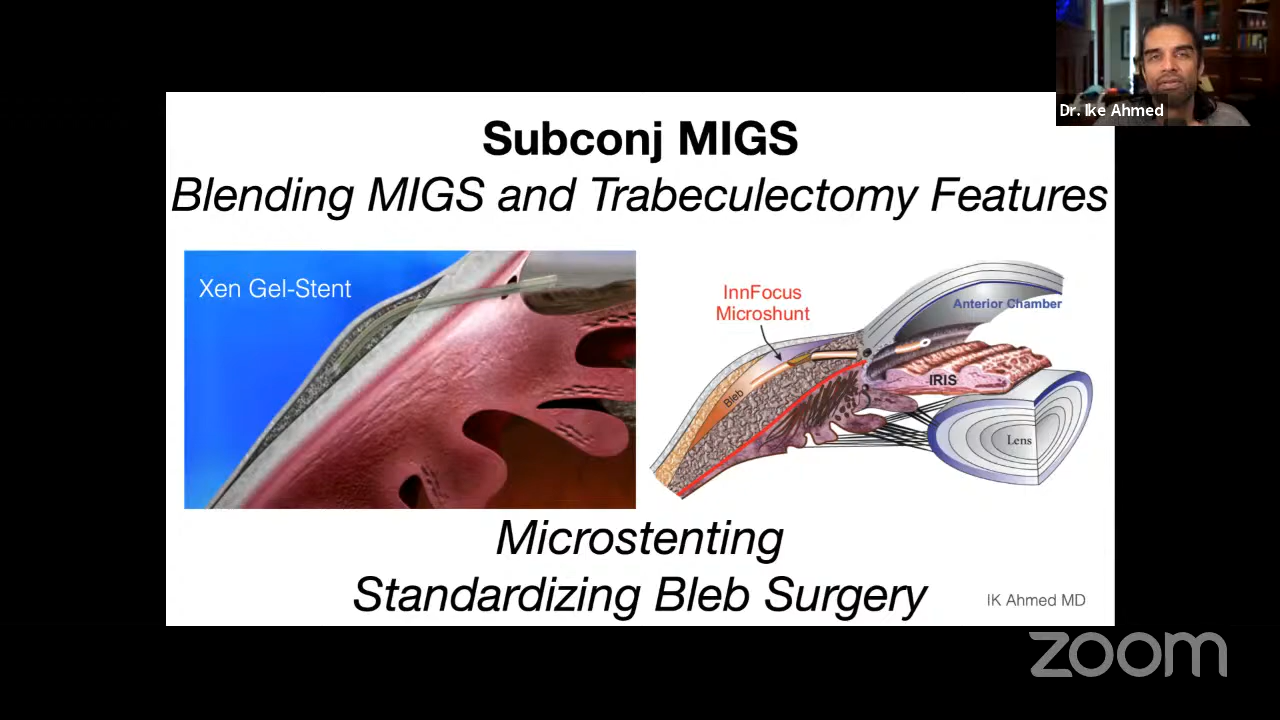 Dr. Ike Ahmed
Subconj MIGS
Blending MIGS and Trabeculectomy Features
Xen Gel-Stent
InnFocus
Microshunt
Anterior Chamber
Bleb
IRIS
Lens
Microstenting
Standardizing Bleb Surgery
IK Ahmed MD
zoom